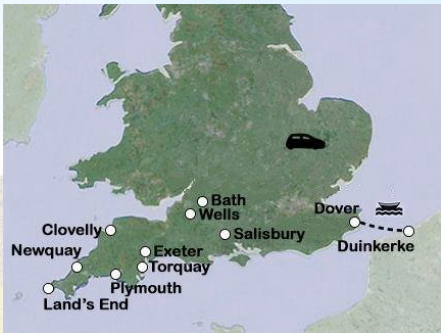 Bath
Wells
Dover
Clovelly
Salisbury
Duinkerke
Newquay
Exeter
Torquay
Plymouth
Land's End